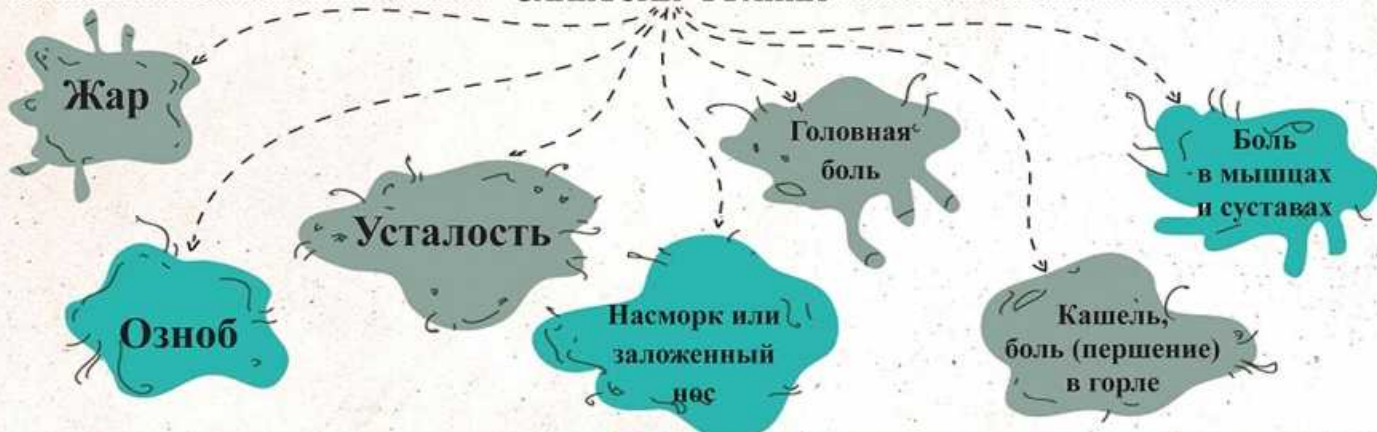 Жар
Головная
боль
Боль
в мышцах
и суставах
Усталость
Озноб
Насморк или
заложенный
нос
Кашель,
боль (першение)
в горле